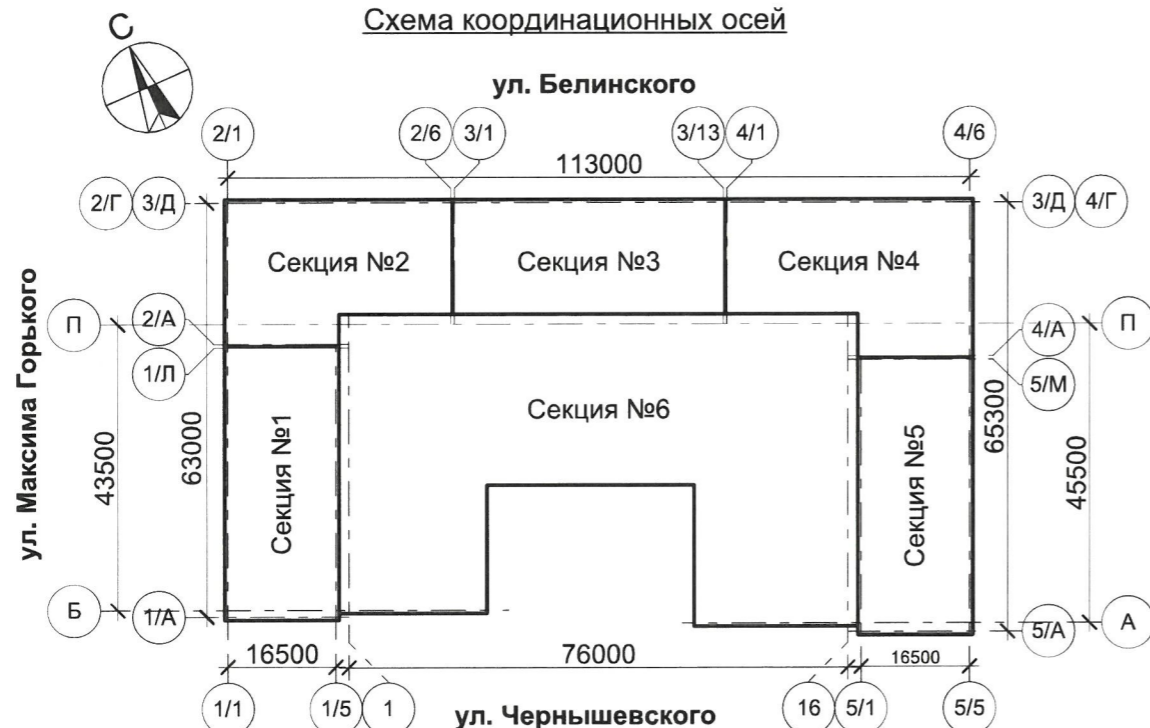 Схема координационных осей
С
ул. Белинского
2/1 2/6 3/1 3/13 4/1 4/6
113000
2/Г 3/Д 3/Д 4/Г
Секция №2 Секция №3 Секция №4
ул. Максима Горького
П 2/А 4/А П
1/Л 5/М
43500 63000 Секция №1 Секция №6 Секция №5 65300 45500
Б 1/А 5/А А
16500 76000 16500
1/1 1/5 1 16 5/1 5/5
ул. Чернышевского